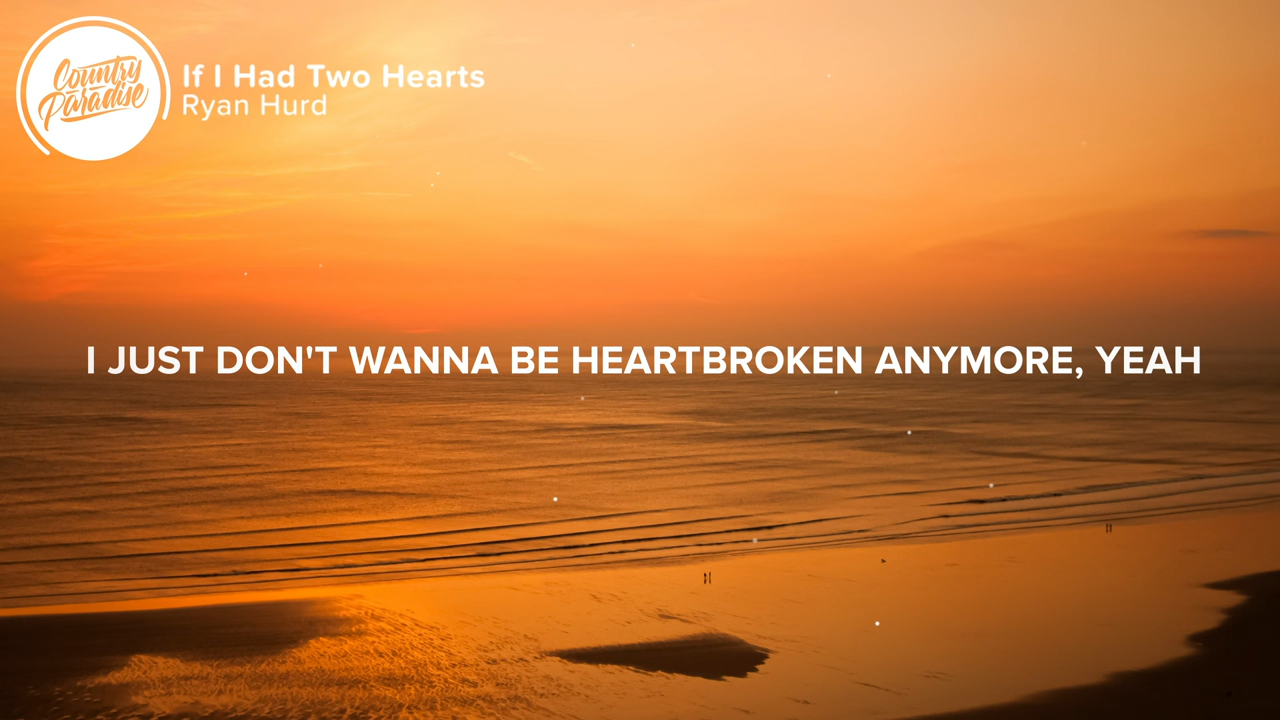 Country
Paradise
If I Had Two Hearts
Ryan Hurd
I JUST DON'T WANNA BE HEARTBROKEN ANYMORE, YEAH